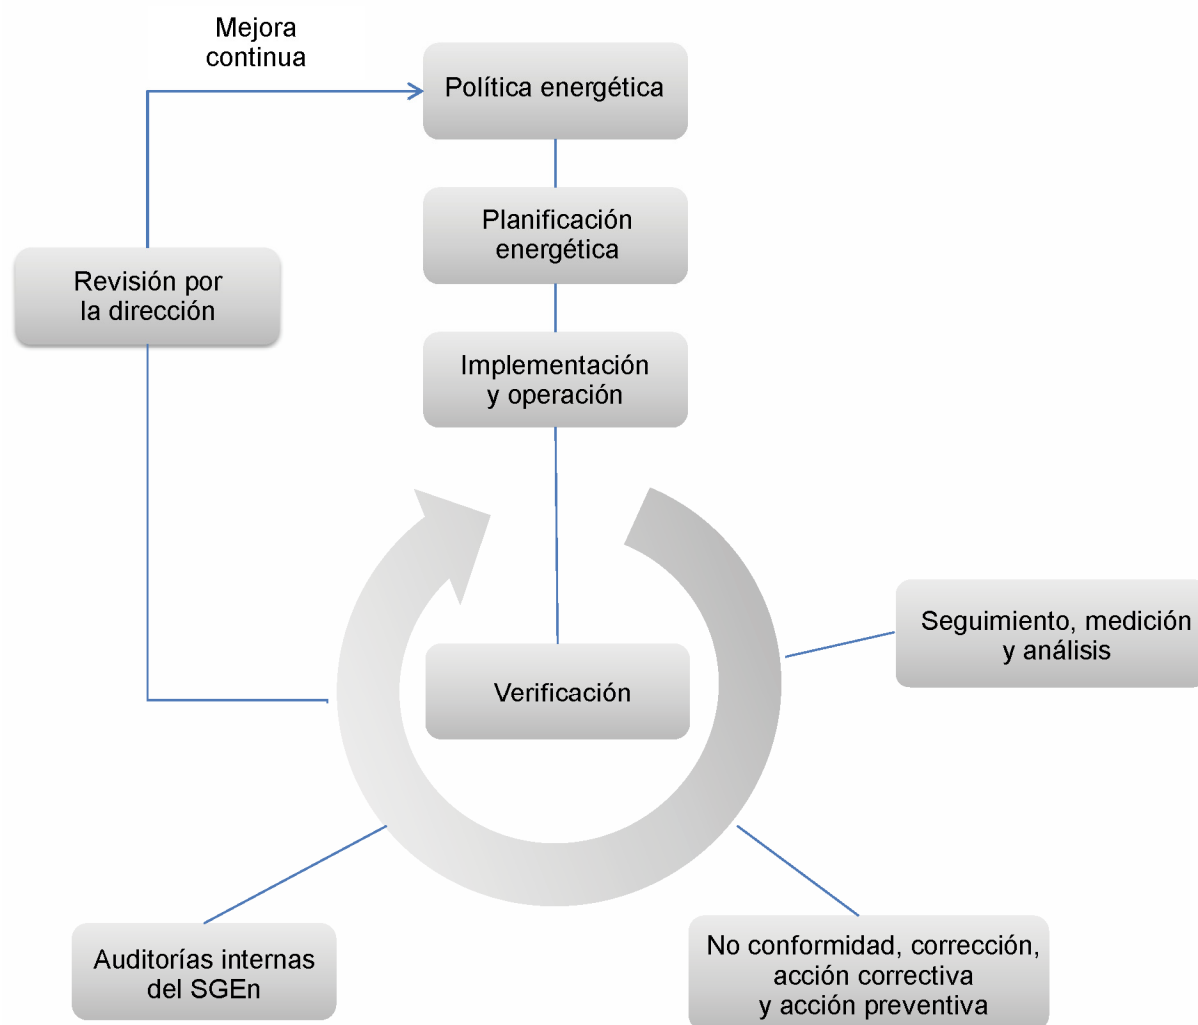 Mejora
continua
Política energética
Planificación
energética
Revisión por
la dirección
Implementación
y operación
Seguimiento, medición
y análisis
Verificación
Auditorías internas
del SGEn
No conformidad, corrección,
acción correctiva
y acción preventiva